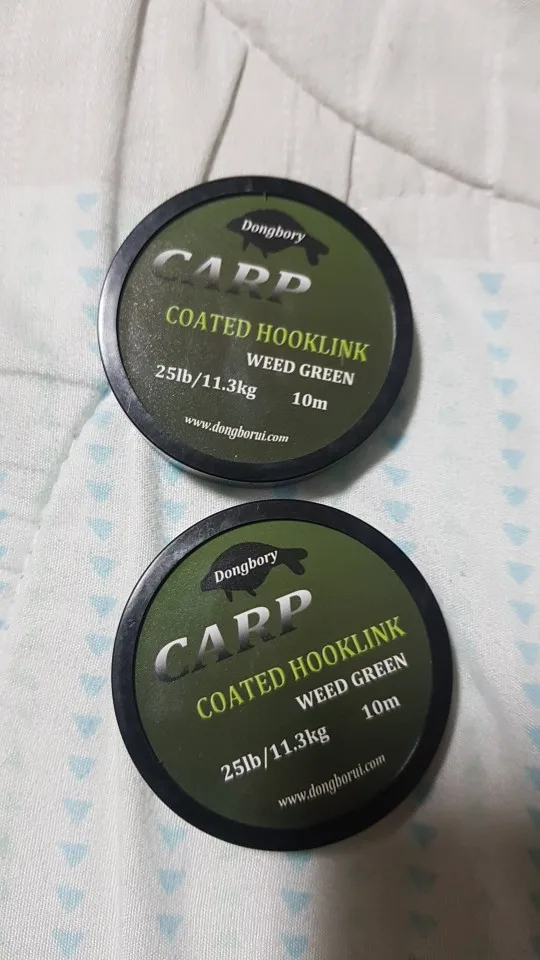 Dongbory
CARP
COATED HOOKLINK
WEED GREEN
25lb/11.3kg 10m
www.dongborui.com
Dongbory
CARP
COATED HOOKLINK
WEED GREEN
25lb/11.3kg 10m
www.dongborui.com